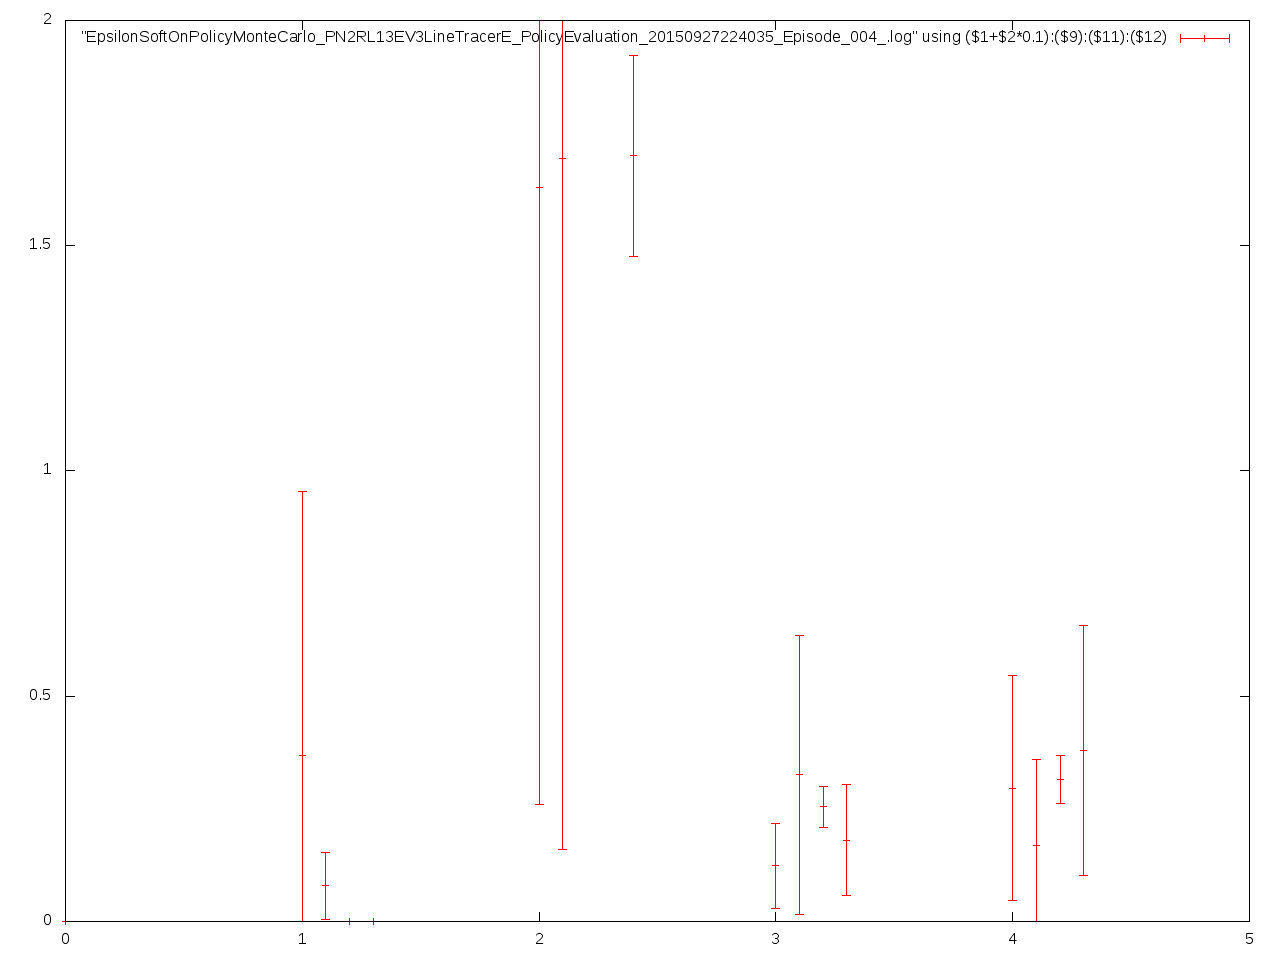 2
"EpsilonSoftOnPolicyMonteCarlo_PN2RL13EV3LineTracerE_PolicyEvaluation_20150927224035_Episode_004_.log" using ($1+$2*0.1):($9):($11):($12)
1.5
1
0.5
0
0 1 2 3 4 5